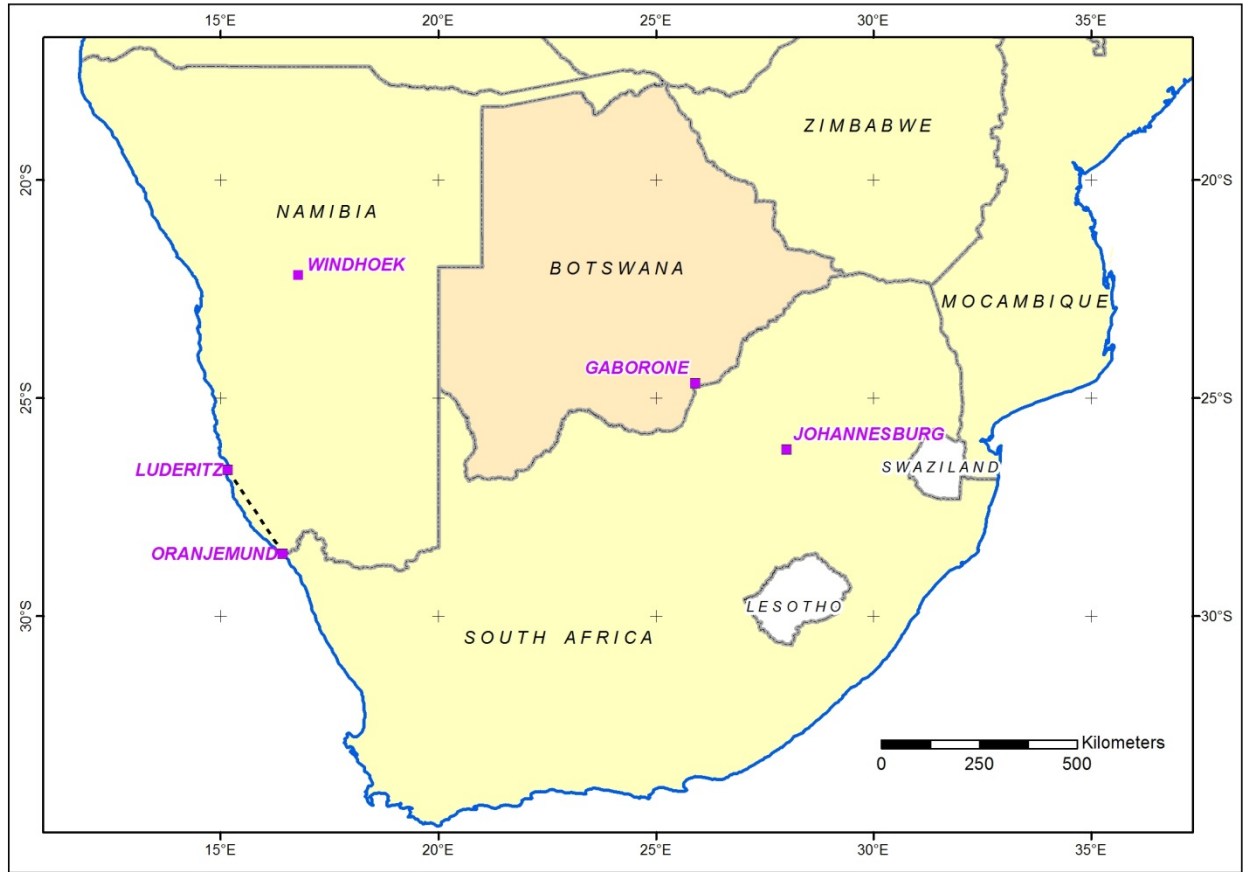 15°E 20°E 25°E 30°E 35°E
ZIMBABWE
20°S 20°S
NAMIBIA
WINDHOEK
BOTSWANA
MOCAMBIQUE
GABORONE
25°S 25°S
JOHANNESBURG
LUDERITZ
SWAZILAND
ORANJEMUND
LESOTHO
30°S 30°S
SOUTH AFRICA
Kilometers
0 250 500
15°E 20°E 25°E 30°E 35°E